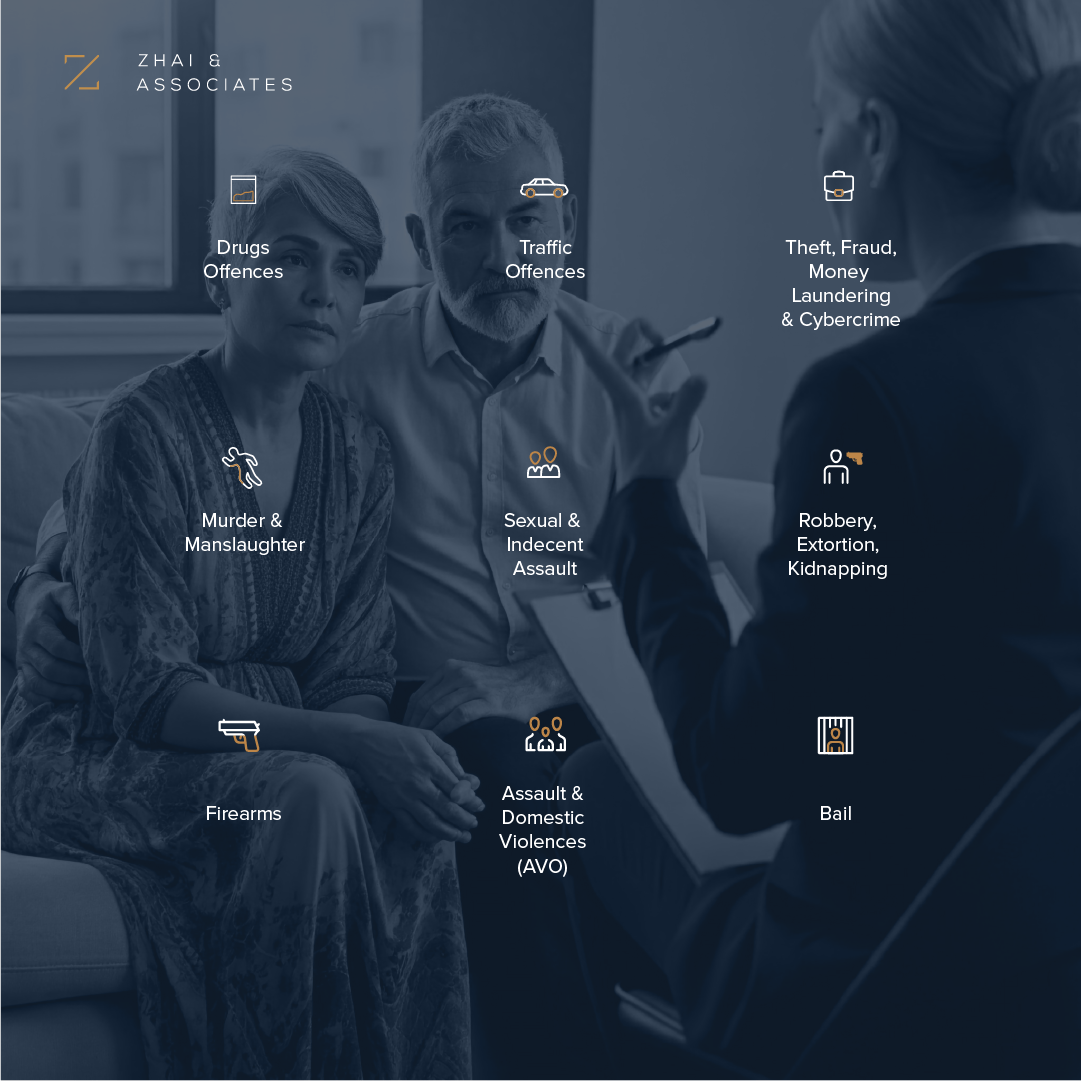 ZHAI &
ASSOCIATES
Drugs
Offences
Traffic
Offences
Theft, Fraud,
Money
Laundering
& Cybercrime
Murder &
Manslaughter
Sexual &
Indecent
Assault
Robbery,
Extortion,
Kidnapping
Firearms
Assault &
Domestic
Violences
(AVO)
Bail